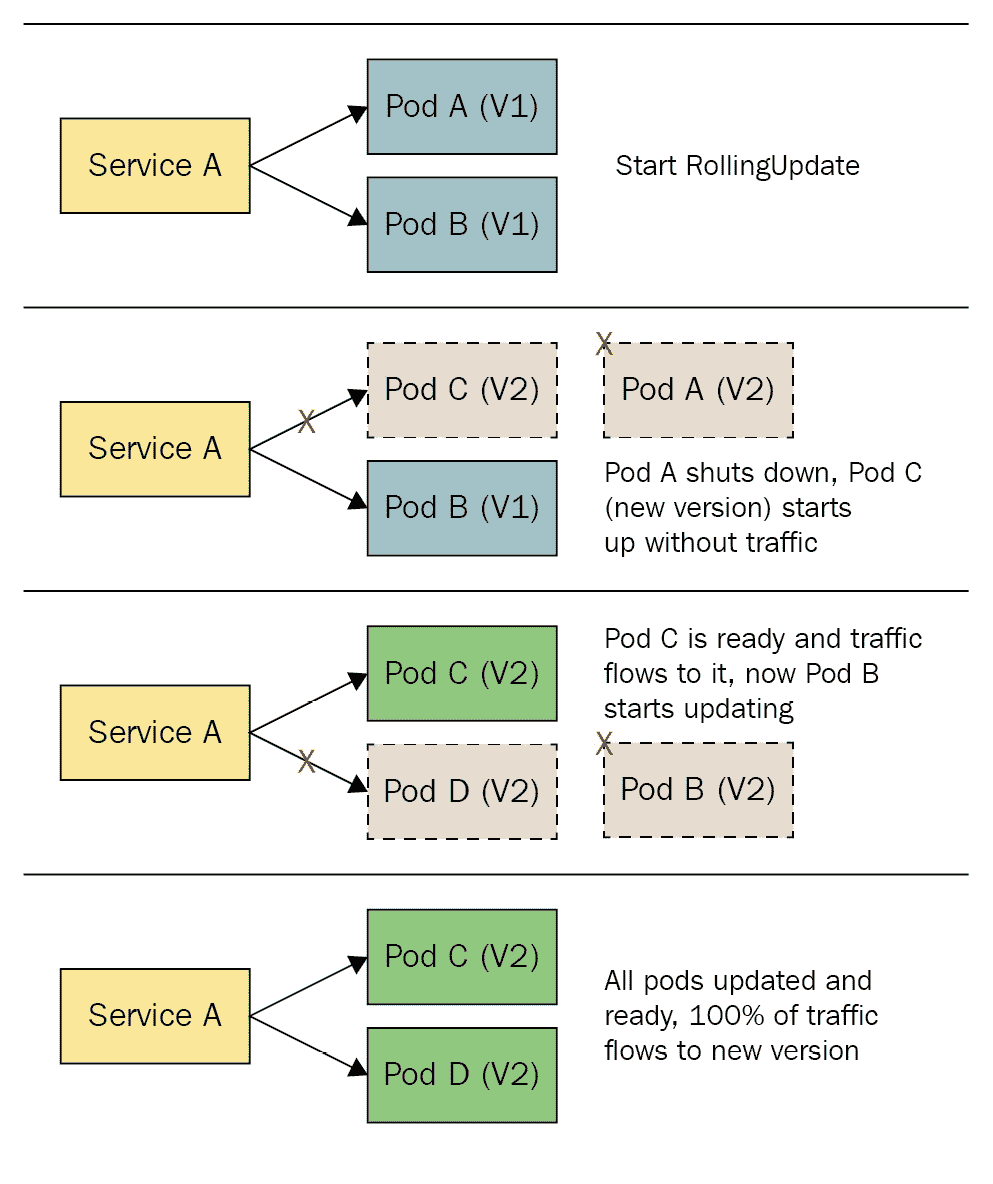 Service A
Pod A (V1)
Pod B (V1)
Start RollingUpdate
Service A
X
Pod C (V2)
Pod B (V1)
X
Pod A (V2)
Pod A shuts down, Pod C
(new version) starts
up without traffic
Service A
X
Pod C (V2)
Pod D (V2)
Pod C is ready and traffic
flows to it, now Pod B
starts updating
X
Pod B (V2)
Service A
Pod C (V2)
Pod D (V2)
All pods updated and
ready, 100% of traffic
flows to new version